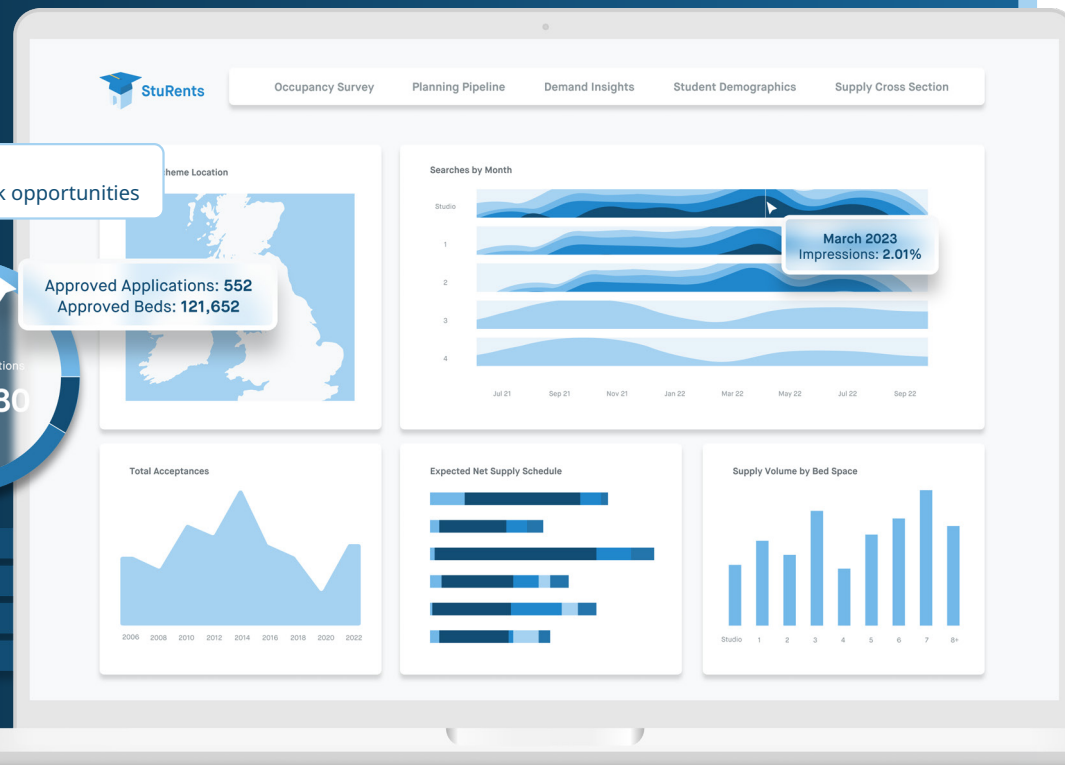 StuRents
Occupancy Survey
Planning Pipeline
Demand Insights
Student Demographics
Supply Cross Section
opportunities
Location
Approved Applications: 552
Approved Beds: 121,652
Searches by Month
Studio
1
2
3
4
March 2023
Impressions: 2.01%
Jul 21 Sep 21 Nov 21 Jan 22 Mar 22 May 22 Jul 22 Sep 22
Total Acceptances
2006 2008 2010 2012 2014 2016 2018 2020 2022
Expected Net Supply Schedule
Supply Volume by Bed Space
Studio 1 2 3 4 5 6 7 8+